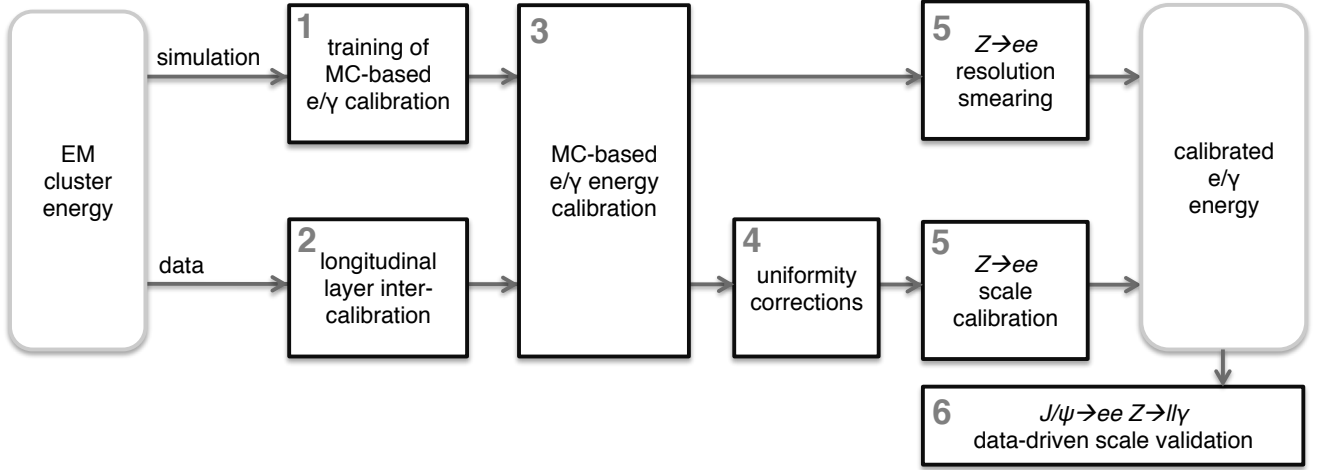 EM
cluster
energy
simulation
data
1
training of
MC-based
e/γ calibration
2
longitudinal
layer inter-
calibration
3
MC-based
e/γ energy
calibration
4
uniformity
corrections
5
Z→ee
resolution
smearing
5
Z→ee
scale
calibration
calibrated
e/γ
energy
6
J/ψ→ee Z→llγ
data-driven scale validation